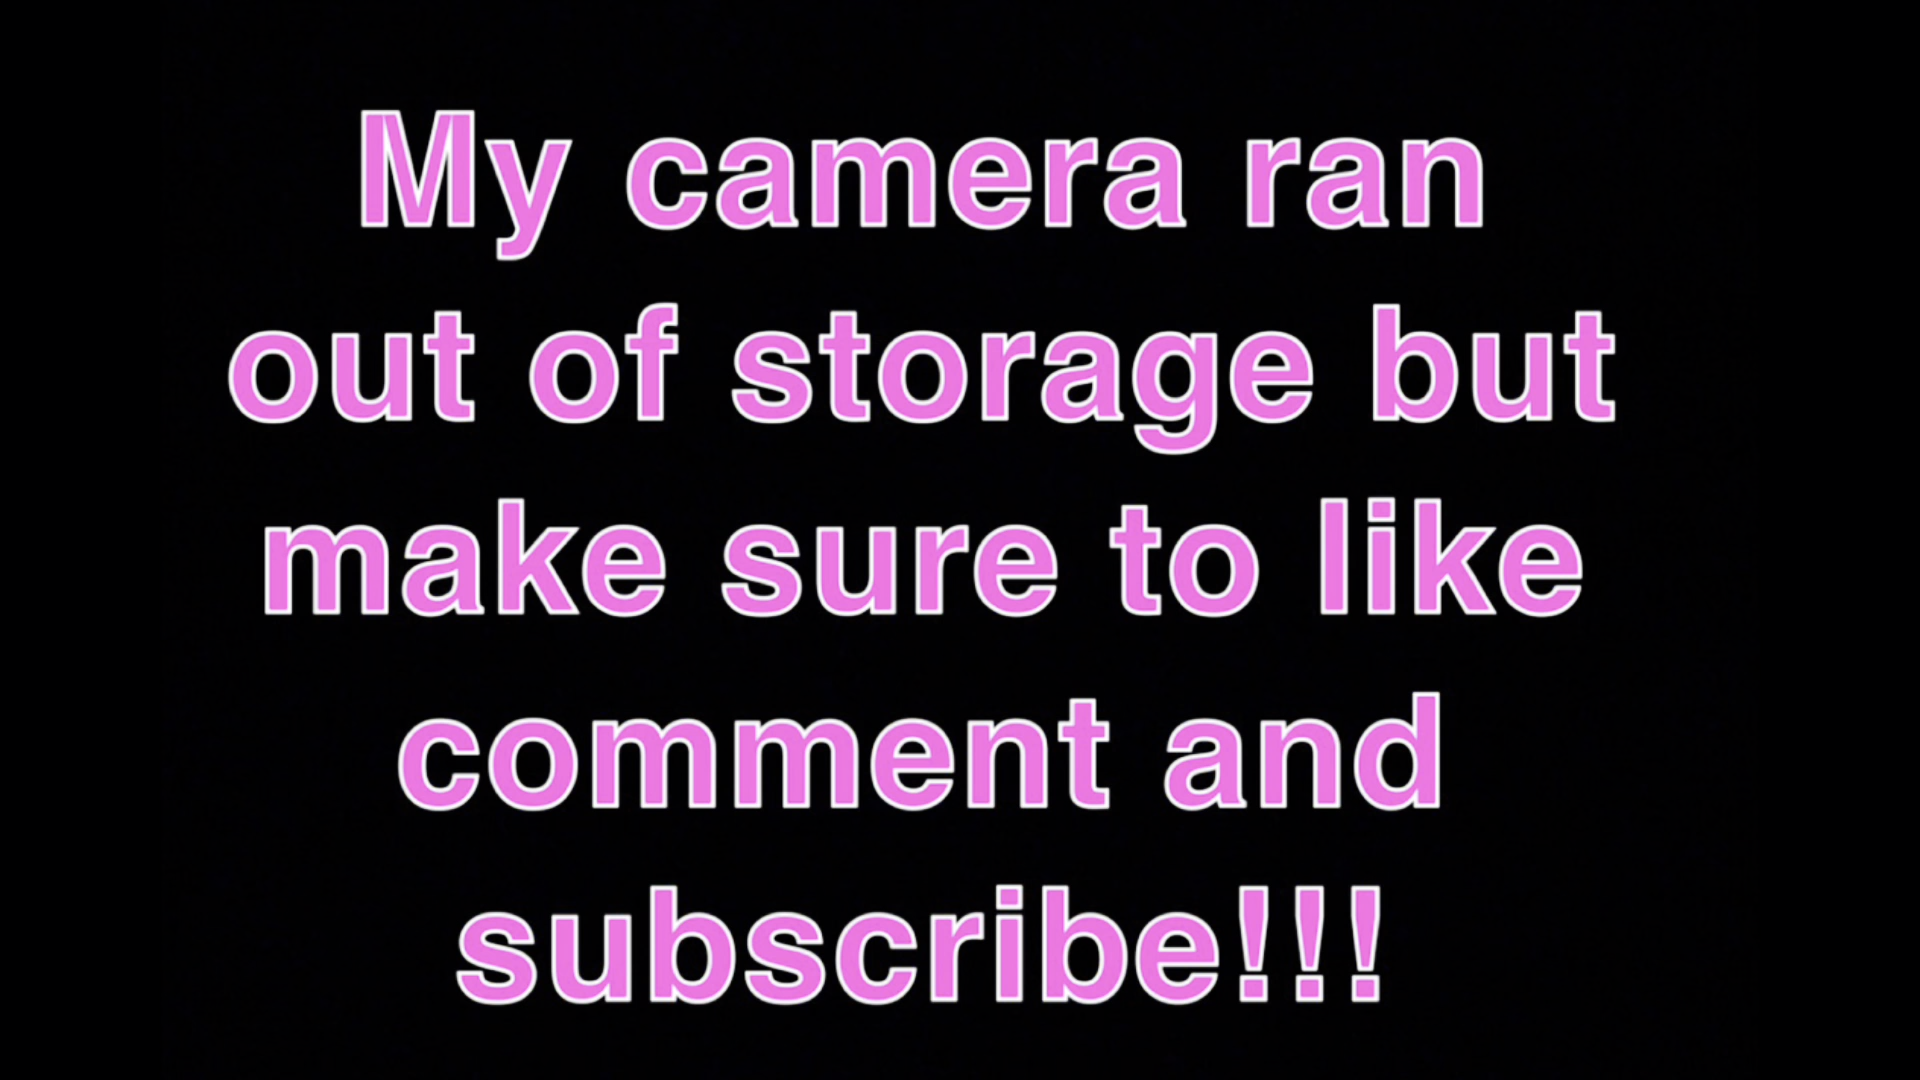 My camera ran
out of storage but
make sure to like
comment and
subscribe!!!